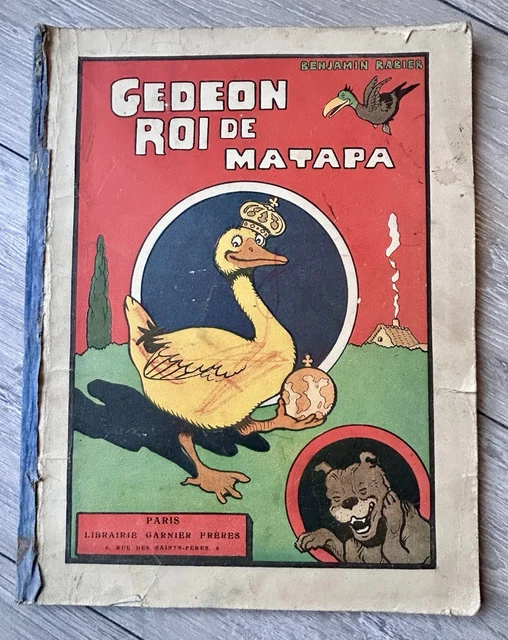 BENJAMIN RABIER
GEDEON
ROI DE
MATAPA
PARIS
LIBRAIRIE GARNIER FRÈRES
6, RUE DES SAINTS-PÈRES, 6